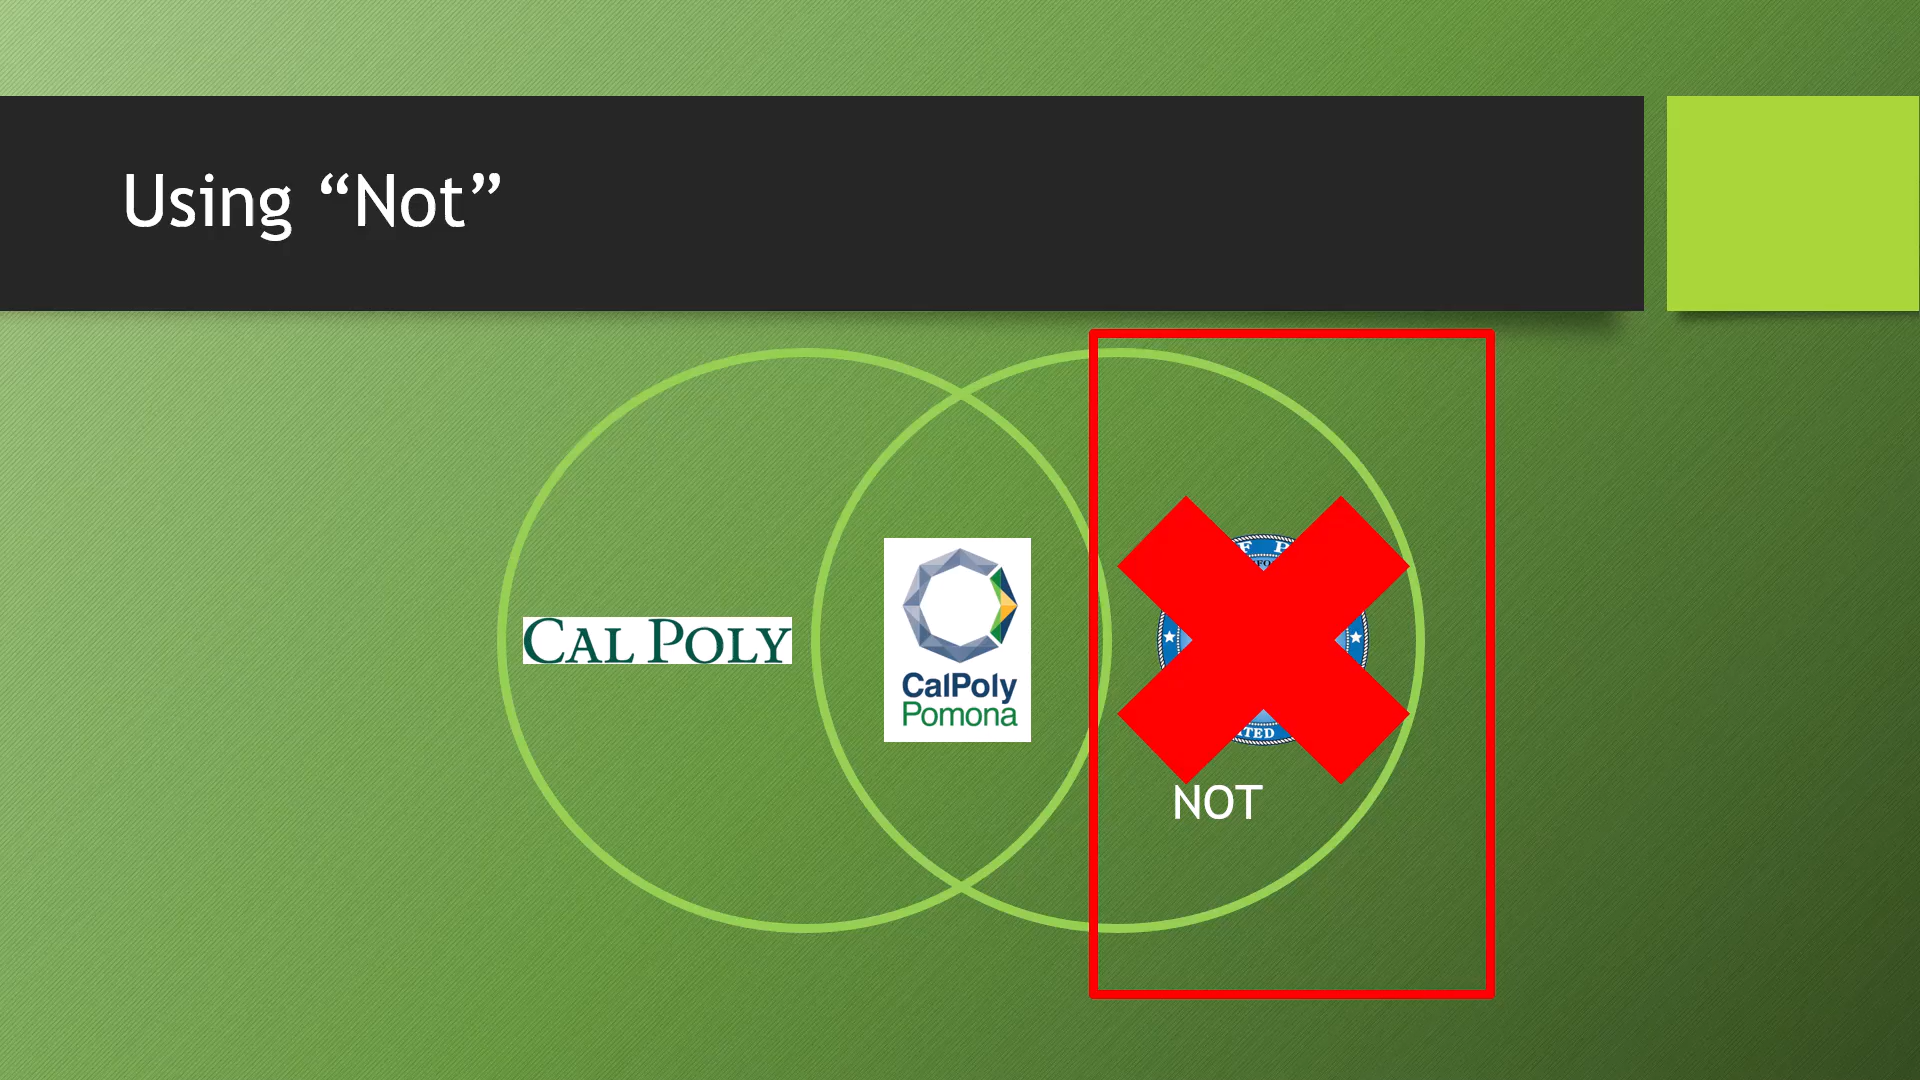 Using “Not”
CAL POLY
CalPoly
Pomona
NOT